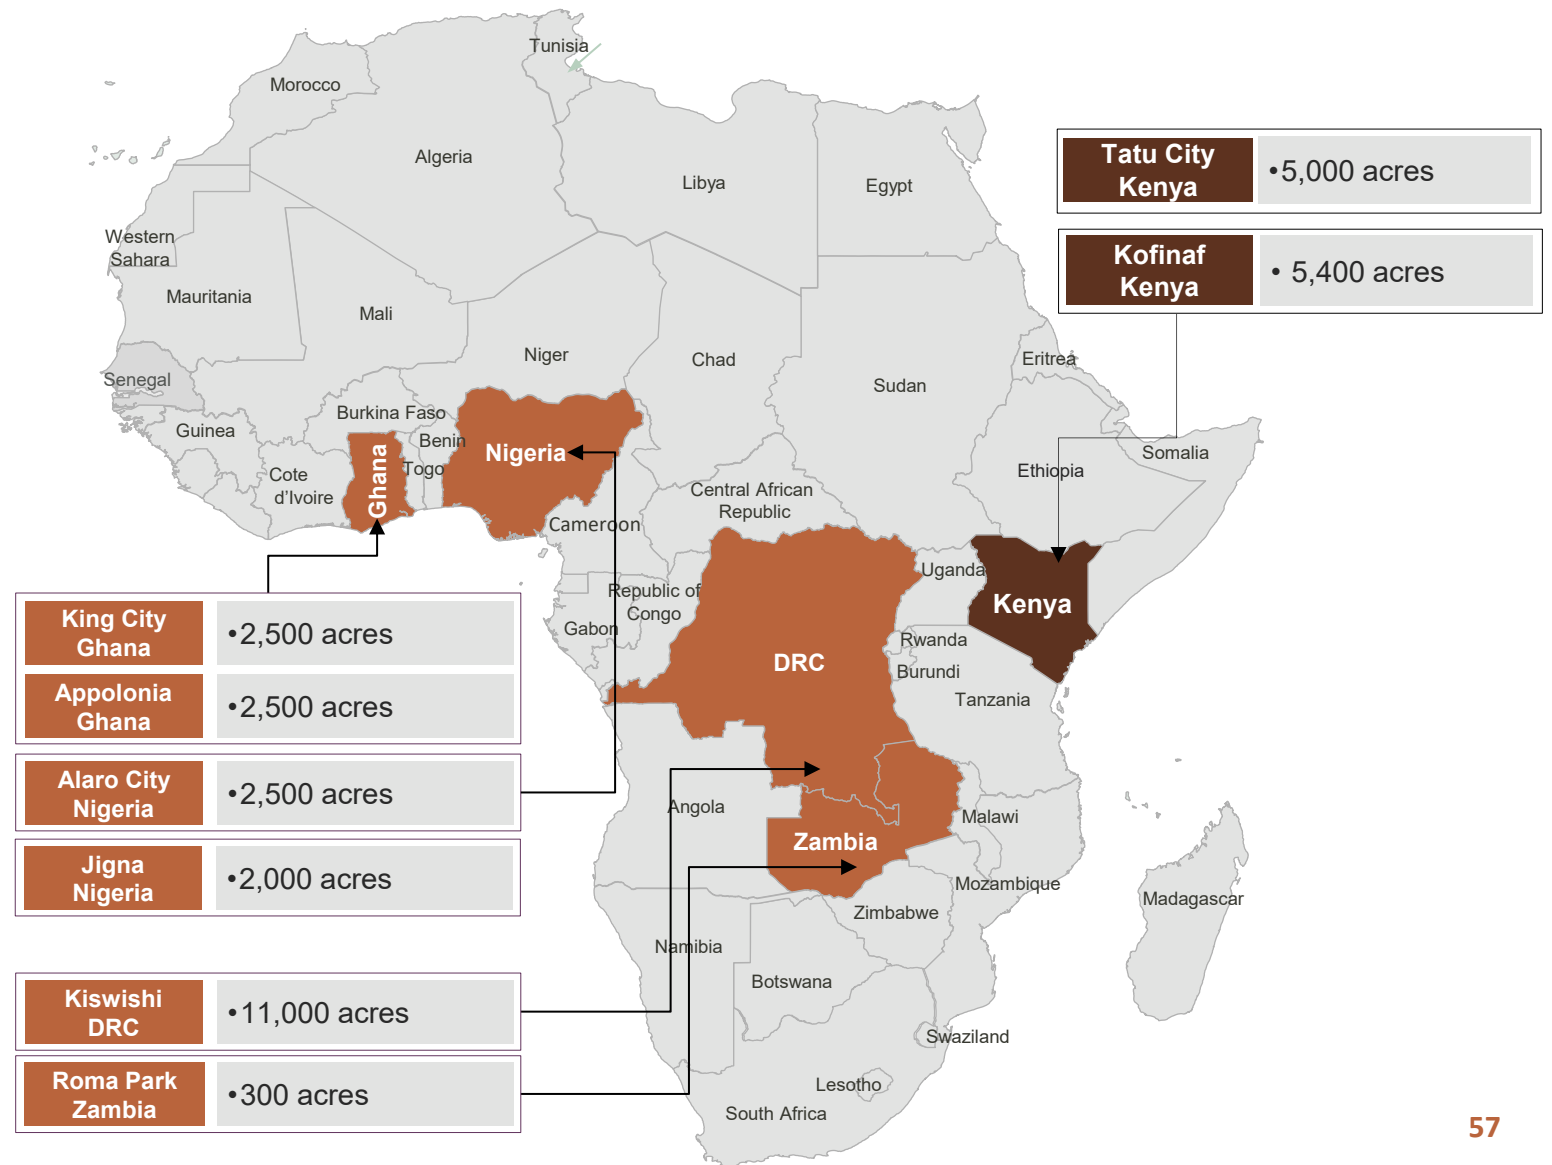 Tunisia
Morocco
Algeria
Libya
Egypt
Western
Sahara
Mauritania
Mali
Niger
Chad
Sudan
Eritrea
Senegal
Burkina Faso
Guinea
Benin
Nigeria
Ghana
Togo
Cote
d'Ivoire
Central African
Republic
Cameroon
Ethiopia
Somalia
Uganda
Kenya
Republic of
Congo
Gabon
DRC
Rwanda
Burundi
Tanzania
Angola
Zambia
Malawi
Mozambique
Zimbabwe
Madagascar
Namibia
Botswana
Swaziland
Lesotho
South Africa
Tatu City
Kenya
•5,000 acres
Kofinaf
Kenya
• 5,400 acres
King City
Ghana
•2,500 acres
Appolonia
Ghana
•2,500 acres
Alaro City
Nigeria
•2,500 acres
Jigna
Nigeria
•2,000 acres
Kiswishi
DRC
•11,000 acres
Roma Park
Zambia
•300 acres
57